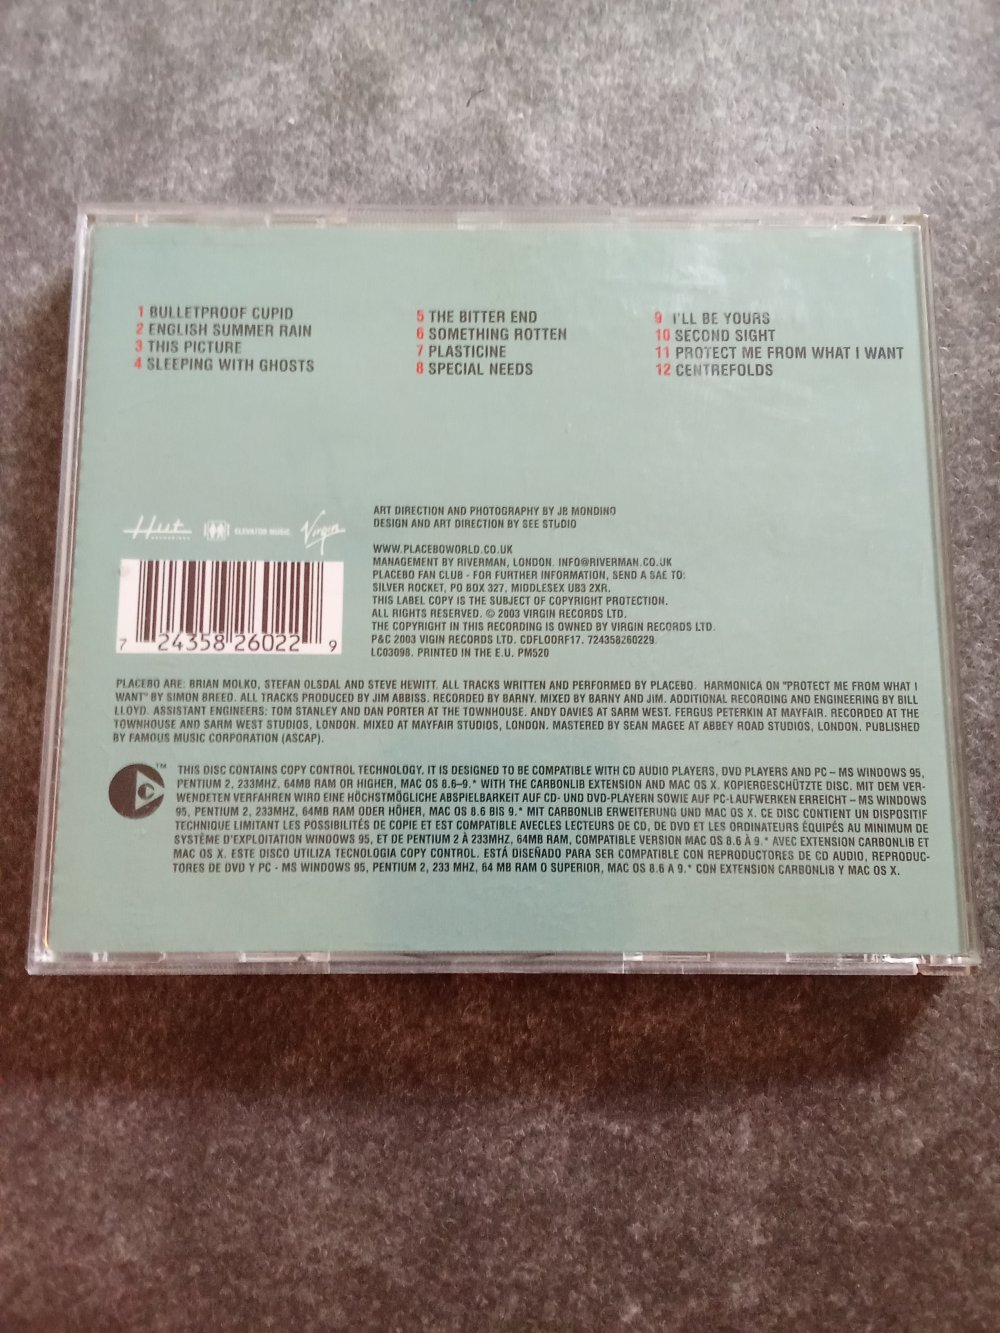 1 BULLETPROOF CUPID
2 ENGLISH SUMMER RAIN
3 THIS PICTURE
4 SLEEPING WITH GHOSTS
5 THE BITTER END
6 SOMETHING ROTTEN
7 PLASTICINE
8 SPECIAL NEEDS
9 I'LL BE YOURS
10 SECOND SIGHT
11 PROTECT ME FROM WHAT I WANT
12 CENTREFOLDS
Hut
RECORDINGS
ELEVATOR MUSIC
Virgin
7 24358 26022 9
ART DIRECTION AND PHOTOGRAPHY BY JB MONDINO
DESIGN AND ART DIRECTION BY SEE STUDIO
WWW.PLACEBOWORLD.CO.UK
MANAGEMENT BY RIVERMAN, LONDON. INFO@RIVERMAN.CO.UK
PLACEBO FAN CLUB - FOR FURTHER INFORMATION, SEND A SAE TO:
SILVER ROCKET, PO BOX 327, MIDDLESEX UB3 2XR.
THIS LABEL COPY IS THE SUBJECT OF COPYRIGHT PROTECTION.
ALL RIGHTS RESERVED. © 2003 VIRGIN RECORDS LTD.
THE COPYRIGHT IN THIS RECORDING IS OWNED BY VIRGIN RECORDS LTD.
P&C 2003 VIGIN RECORDS LTD. CDFLOORF17. 724358260229.
LC03098. PRINTED IN THE E.U. PM520
PLACEBO ARE: BRIAN MOLKO, STEFAN OLSDAL AND STEVE HEWITT. ALL TRACKS WRITTEN AND PERFORMED BY PLACEBO. HARMONICA ON "PROTECT ME FROM WHAT I
WANT" BY SIMON BREED. ALL TRACKS PRODUCED BY JIM ABBISS. RECORDED BY BARNY. MIXED BY BARNY AND JIM. ADDITIONAL RECORDING AND ENGINEERING BY BILL
LLOYD. ASSISTANT ENGINEERS: TOM STANLEY AND DAN PORTER AT THE TOWNHOUSE. ANDY DAVIES AT SARM WEST. FERGUS PETERKIN AT MAYFAIR. RECORDED AT THE
TOWNHOUSE AND SARM WEST STUDIOS, LONDON. MIXED AT MAYFAIR STUDIOS, LONDON. MASTERED BY SEAN MAGEE AT ABBEY ROAD STUDIOS, LONDON. PUBLISHED
BY FAMOUS MUSIC CORPORATION (ASCAP).
TM
THIS DISC CONTAINS COPY CONTROL TECHNOLOGY. IT IS DESIGNED TO BE COMPATIBLE WITH CD AUDIO PLAYERS, DVD PLAYERS AND PC – MS WINDOWS 95,
PENTIUM 2, 233MHZ, 64MB RAM OR HIGHER, MAC OS 8.6–9.* WITH THE CARBONLIB EXTENSION AND MAC OS X. KOPIERGESCHÜTZTE DISC. MIT DEM VER-
WENDETEN VERFAHREN WIRD EINE HÖCHSTMÖGLICHE ABSPIELBARKEIT AUF CD- UND DVD-PLAYERN SOWIE AUF PC-LAUFWERKEN ERREICHT – MS WINDOWS
95, PENTIUM 2, 233MHZ, 64MB RAM ODER HÖHER, MAC OS 8.6 BIS 9.* MIT CARBONLIB ERWEITERUNG UND MAC OS X. CE DISC CONTIENT UN DISPOSITIF
TECHNIQUE LIMITANT LES POSSIBILITÉS DE COPIE ET EST COMPATIBLE AVECLES LECTEURS DE CD, DE DVD ET LES ORDINATEURS ÉQUIPÉS AU MINIMUM DE
SYSTÈME D'EXPLOITATION WINDOWS 95, ET DE PENTIUM 2 À 233MHZ, 64MB RAM, COMPATIBLE VERSION MAC OS 8.6 À 9.* AVEC EXTENSION CARBONLIB ET
MAC OS X. ESTE DISCO UTILIZA TECNOLOGIA COPY CONTROL. ESTÁ DISEÑADO PARA SER COMPATIBLE CON REPRODUCTORES DE CD AUDIO, REPRODUC-
TORES DE DVD Y PC - MS WINDOWS 95, PENTIUM 2, 233 MHZ, 64 MB RAM O SUPERIOR, MAC OS 8.6 A 9.* CON EXTENSION CARBONLIB Y MAC OS X.